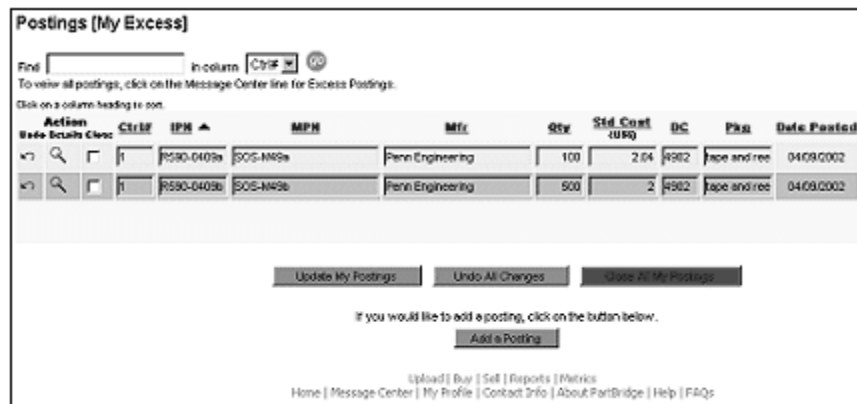 Postings [My Excess]
Find in column Ctrl# GO
To veiw all postings, click on the Message Center line for Excess Postings.
Click on a column heading to sort.
Action
Undo Details Close Ctrl# IPN MPN Mfr Qty Std Cost (US$) DC Pkg Date Posted
1 R590-0409a SOS-M49a Penn Engineering 100 2.04 4902 tape and ree 04/09/2002
1 R590-0409b SOS-M49b Penn Engineering 500 2 4902 tape and ree 04/09/2002
Update My Postings Undo All Changes Close All My Postings
If you would like to add a posting, click on the button below.
Add a Posting
Upload | Buy | Sell | Reports | Metrics
Home | Message Center | My Profile | Contact Info | About PartBridge | Help | FAQs